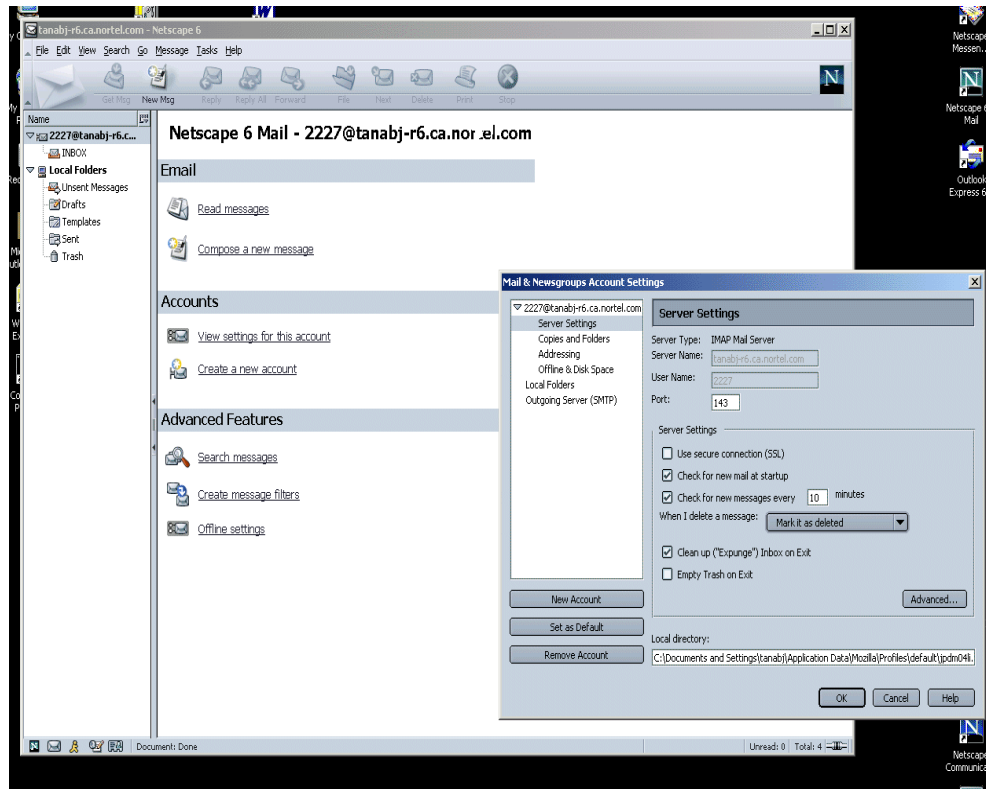 tanabj-r6.ca.nortel.com - Netscape 6
File Edit View Search Go Message Tasks Help
Get Msg New Msg Reply Reply All Forward File Next Delete Print Stop
Name
2227@tanabj-r6.c...
INBOX
Local Folders
Unsent Messages
Drafts
Templates
Sent
Trash
Netscape 6 Mail - 2227@tanabj-r6.ca.nortel.com
Email
Read messages
Compose a new message
Accounts
View settings for this account
Create a new account
Advanced Features
Search messages
Create message filters
Offline settings
Mail & Newsgroups Account Settings
2227@tanabj-r6.ca.nortel.com
Server Settings
Copies and Folders
Addressing
Offline & Disk Space
Local Folders
Outgoing Server (SMTP)
New Account
Set as Default
Remove Account
Server Settings
Server Type: IMAP Mail Server
Server Name: tanabj-r6.ca.nortel.com
User Name: 2227
Port: 143
Server Settings
Use secure connection (SSL)
Check for new mail at startup
Check for new messages every 10 minutes
When I delete a message: Mark it as deleted
Clean up ("Expunge") Inbox on Exit
Empty Trash on Exit
Advanced...
Local directory:
C:\Documents and Settings\tanabj\Application Data\Mozilla\Profiles\default\jpdm04li.
OK Cancel Help
Document: Done
Unread: 0 Total: 4
Netscape
Messen..
Netscape 6
Mail
Outlook
Express 6
Netscape
Communica